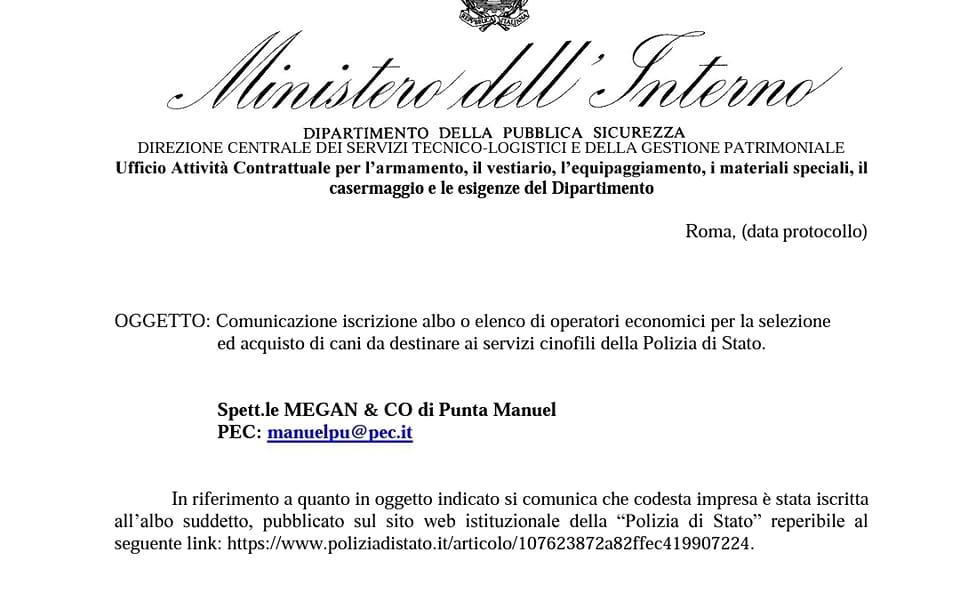 REPVBBLICA ITALIANA
Ministero dell'Interno
DIPARTIMENTO DELLA PUBBLICA SICUREZZA
DIREZIONE CENTRALE DEI SERVIZI TECNICO-LOGISTICI E DELLA GESTIONE PATRIMONIALE
Ufficio Attività Contrattuale per l’armamento, il vestiario, l’equipaggiamento, i materiali speciali, il
casermaggio e le esigenze del Dipartimento
Roma, (data protocollo)
OGGETTO: Comunicazione iscrizione albo o elenco di operatori economici per la selezione
ed acquisto di cani da destinare ai servizi cinofili della Polizia di Stato.
Spett.le MEGAN & CO di Punta Manuel
PEC: manuelpu@pec.it
In riferimento a quanto in oggetto indicato si comunica che codesta impresa è stata iscritta
all’albo suddetto, pubblicato sul sito web istituzionale della “Polizia di Stato” reperibile al
seguente link: https://www.poliziadistato.it/articolo/107623872a82ffec419907224.